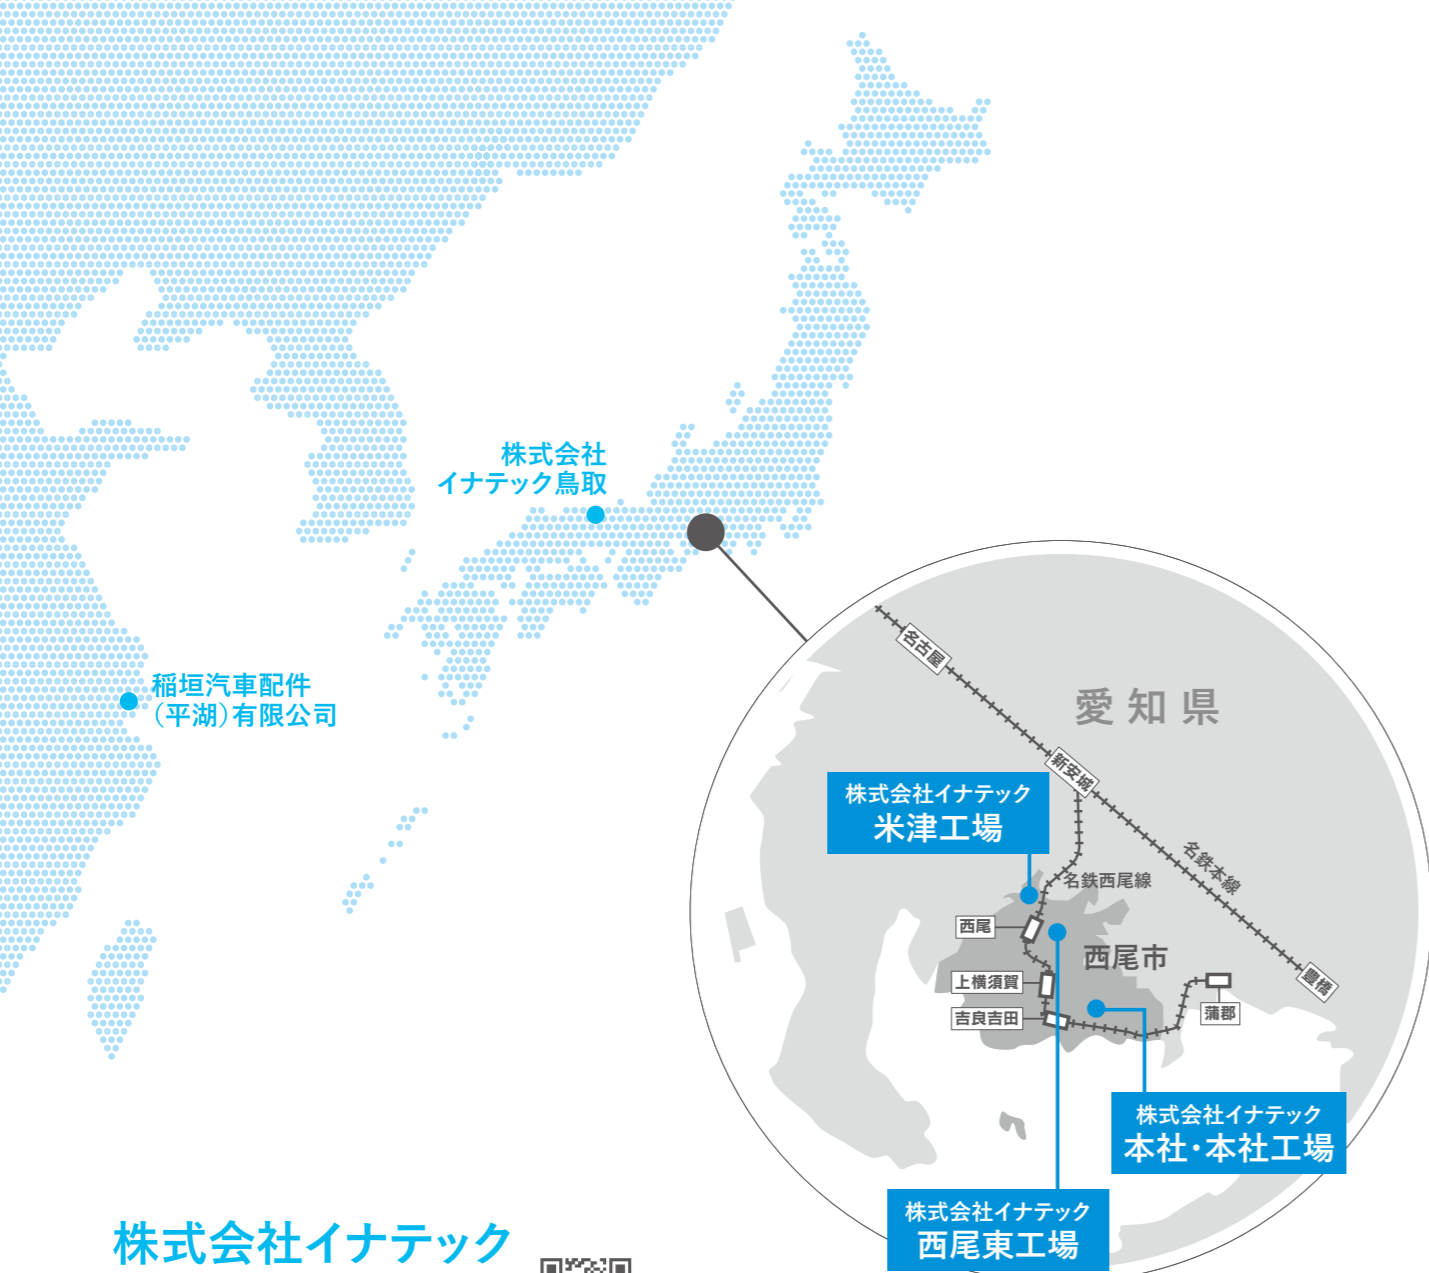 株式会社
イナテック鳥取
稲垣汽車配件
（平湖）有限公司
名古屋
愛知県
新安城
株式会社イナテック
米津工場
名鉄本線
名鉄西尾線
西尾
西尾市
上横須賀
豊橋
吉良吉田
蒲郡
株式会社イナテック
本社・本社工場
株式会社イナテック
西尾東工場
株式会社イナテック